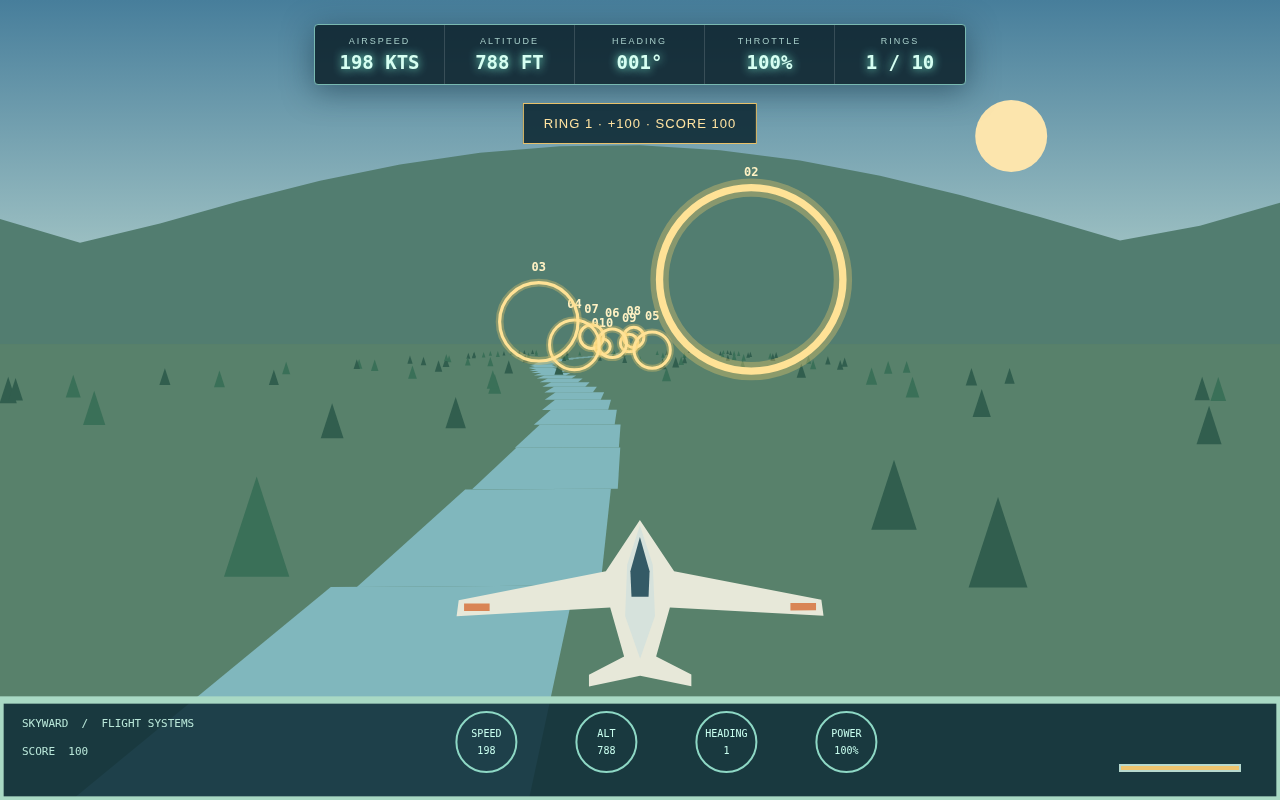 AIRSPEED ALTITUDE HEADING THROTTLE RINGS
198 KTS 788 FT 001° 100% 1 / 10
RING 1 · +100 · SCORE 100
02
03
04 07 06 08
09 05
010
SKYWARD / FLIGHT SYSTEMS
SCORE 100
SPEED
198
ALT
788
HEADING
1
POWER
100%